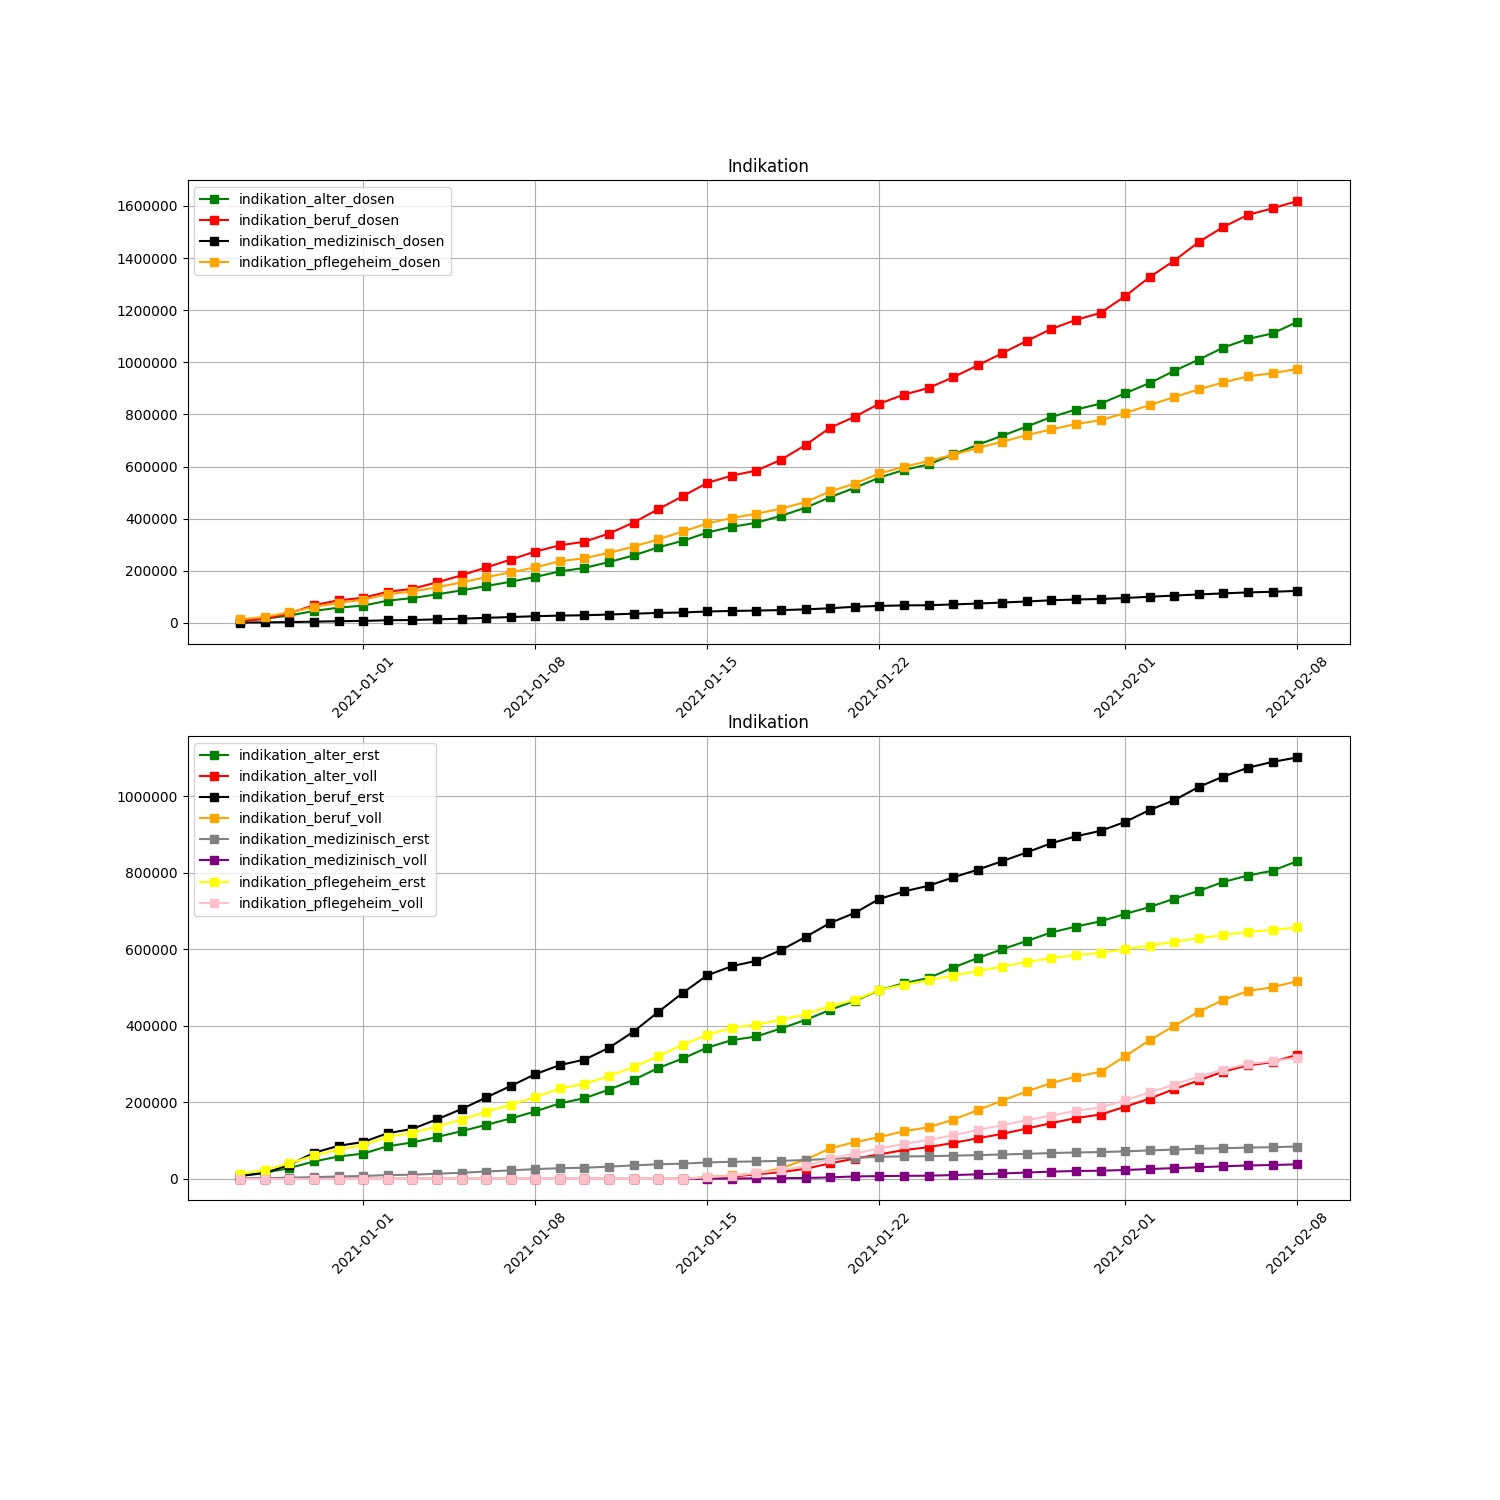 Indikation
indikation_alter_dosen
indikation_beruf_dosen
indikation_medizinisch_dosen
indikation_pflegeheim_dosen
1600000
1400000
1200000
1000000
800000
600000
400000
200000
0
2021-01-01
2021-01-08
2021-01-15
2021-01-22
2021-02-01
2021-02-08
Indikation
indikation_alter_erst
indikation_alter_voll
indikation_beruf_erst
indikation_beruf_voll
indikation_medizinisch_erst
indikation_medizinisch_voll
indikation_pflegeheim_erst
indikation_pflegeheim_voll
1000000
800000
600000
400000
200000
0
2021-01-01
2021-01-08
2021-01-15
2021-01-22
2021-02-01
2021-02-08